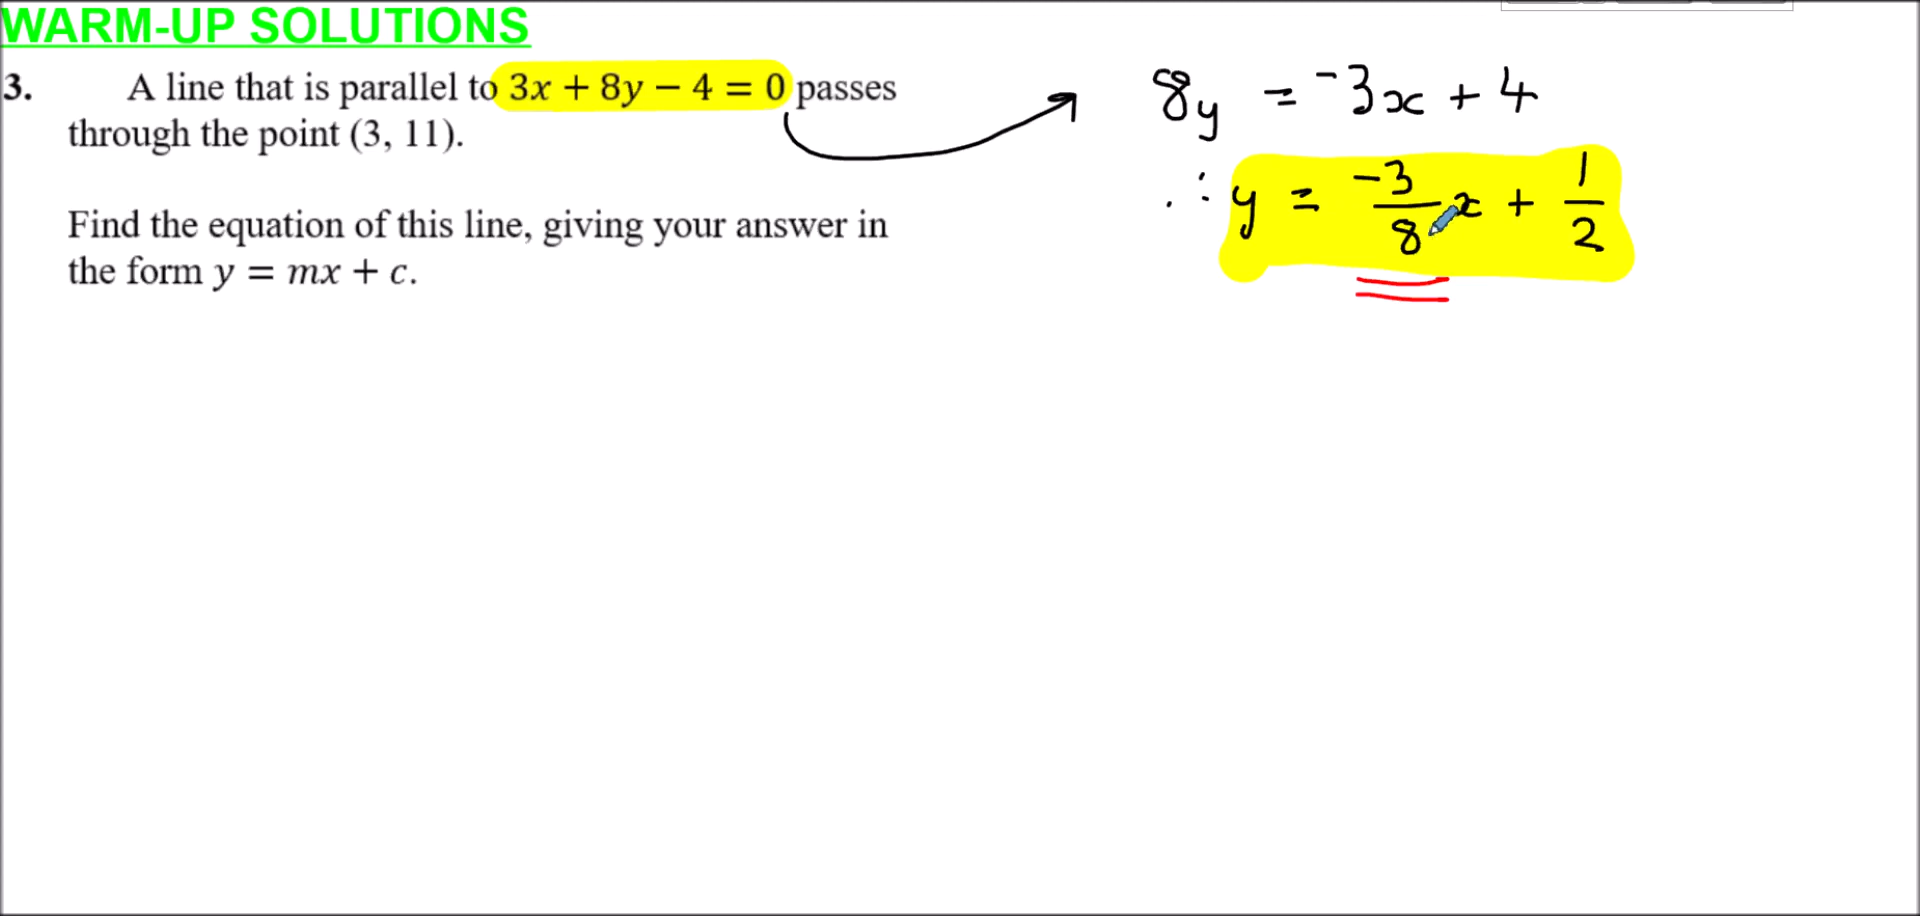 WARM-UP SOLUTIONS
3. A line that is parallel to 3x + 8y − 4 = 0 passes
through the point (3, 11).
Find the equation of this line, giving your answer in
the form y = mx + c.
8y = -3x + 4
∴ y = -3/8 x + 1/2